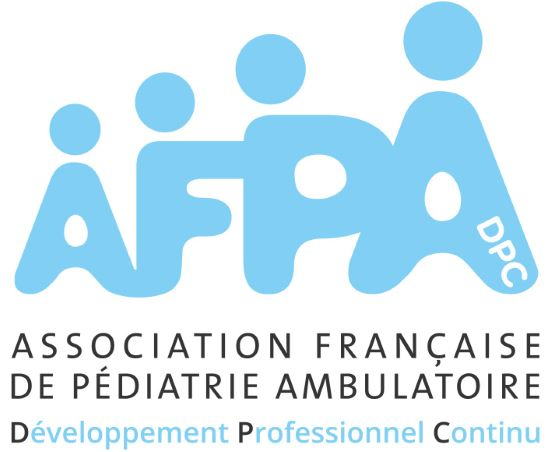 AFPA
DPC
ASSOCIATION FRANÇAISE
DE PÉDIATRIE AMBULATOIRE
Développement Professionnel Continu